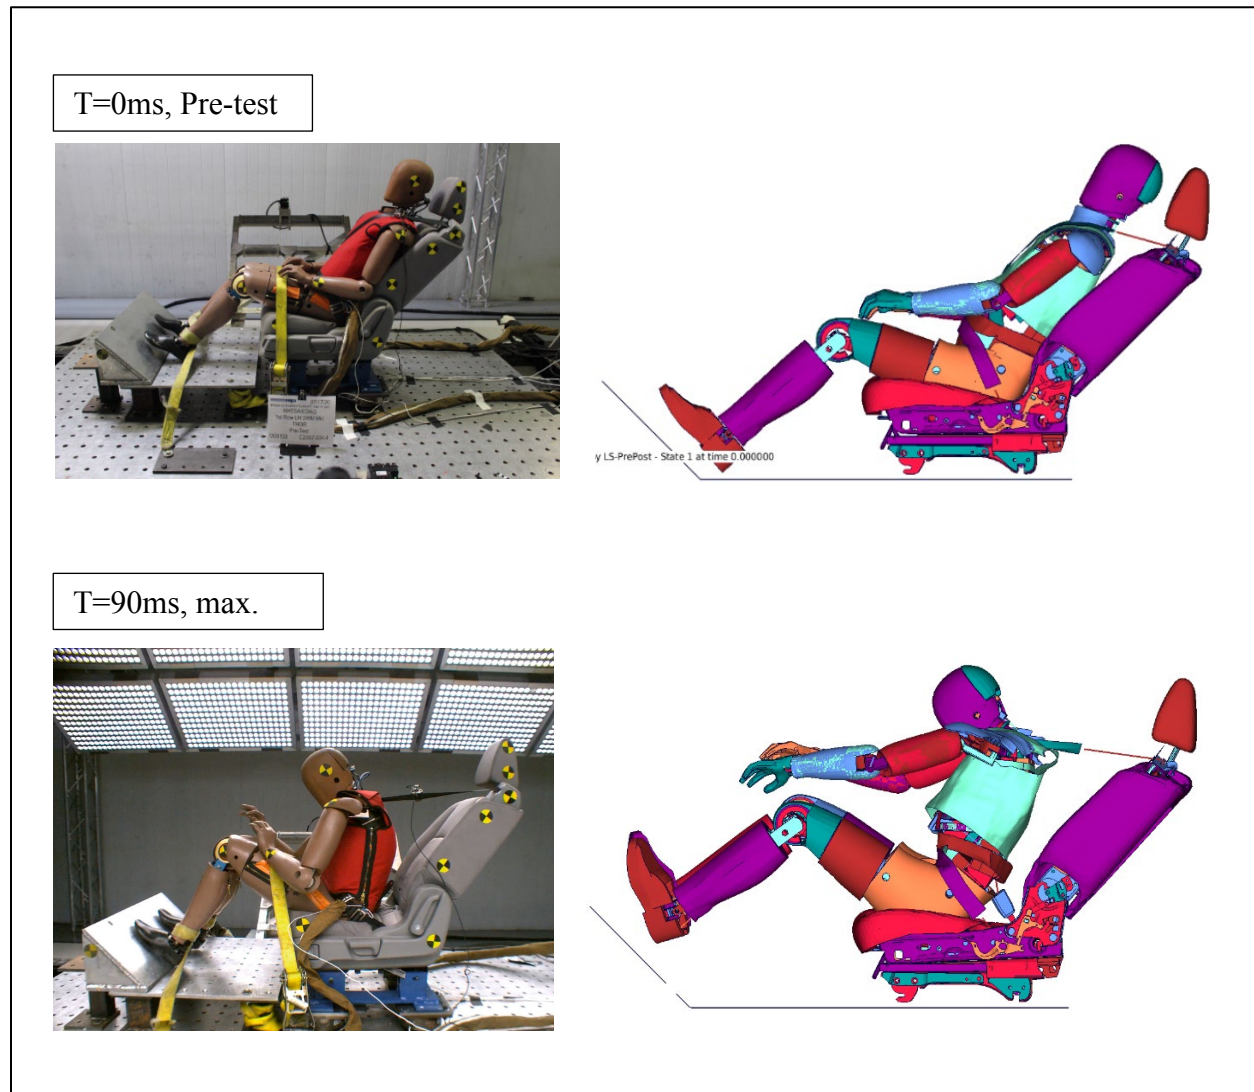 T=0ms, Pre-test
y LS-PrePost - State 1 at time 0.000000
T=90ms, max.